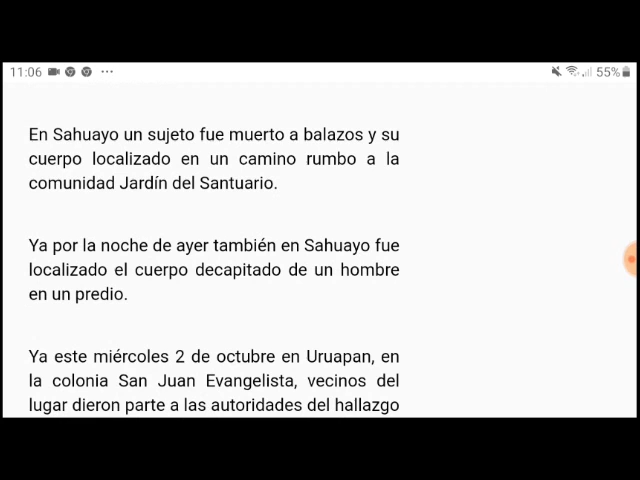 11:06 ... 55%
En Sahuayo un sujeto fue muerto a balazos y su
cuerpo localizado en un camino rumbo a la
comunidad Jardín del Santuario.
Ya por la noche de ayer también en Sahuayo fue
localizado el cuerpo decapitado de un hombre
en un predio.
Ya este miércoles 2 de octubre en Uruapan, en
la colonia San Juan Evangelista, vecinos del
lugar dieron parte a las autoridades del hallazgo